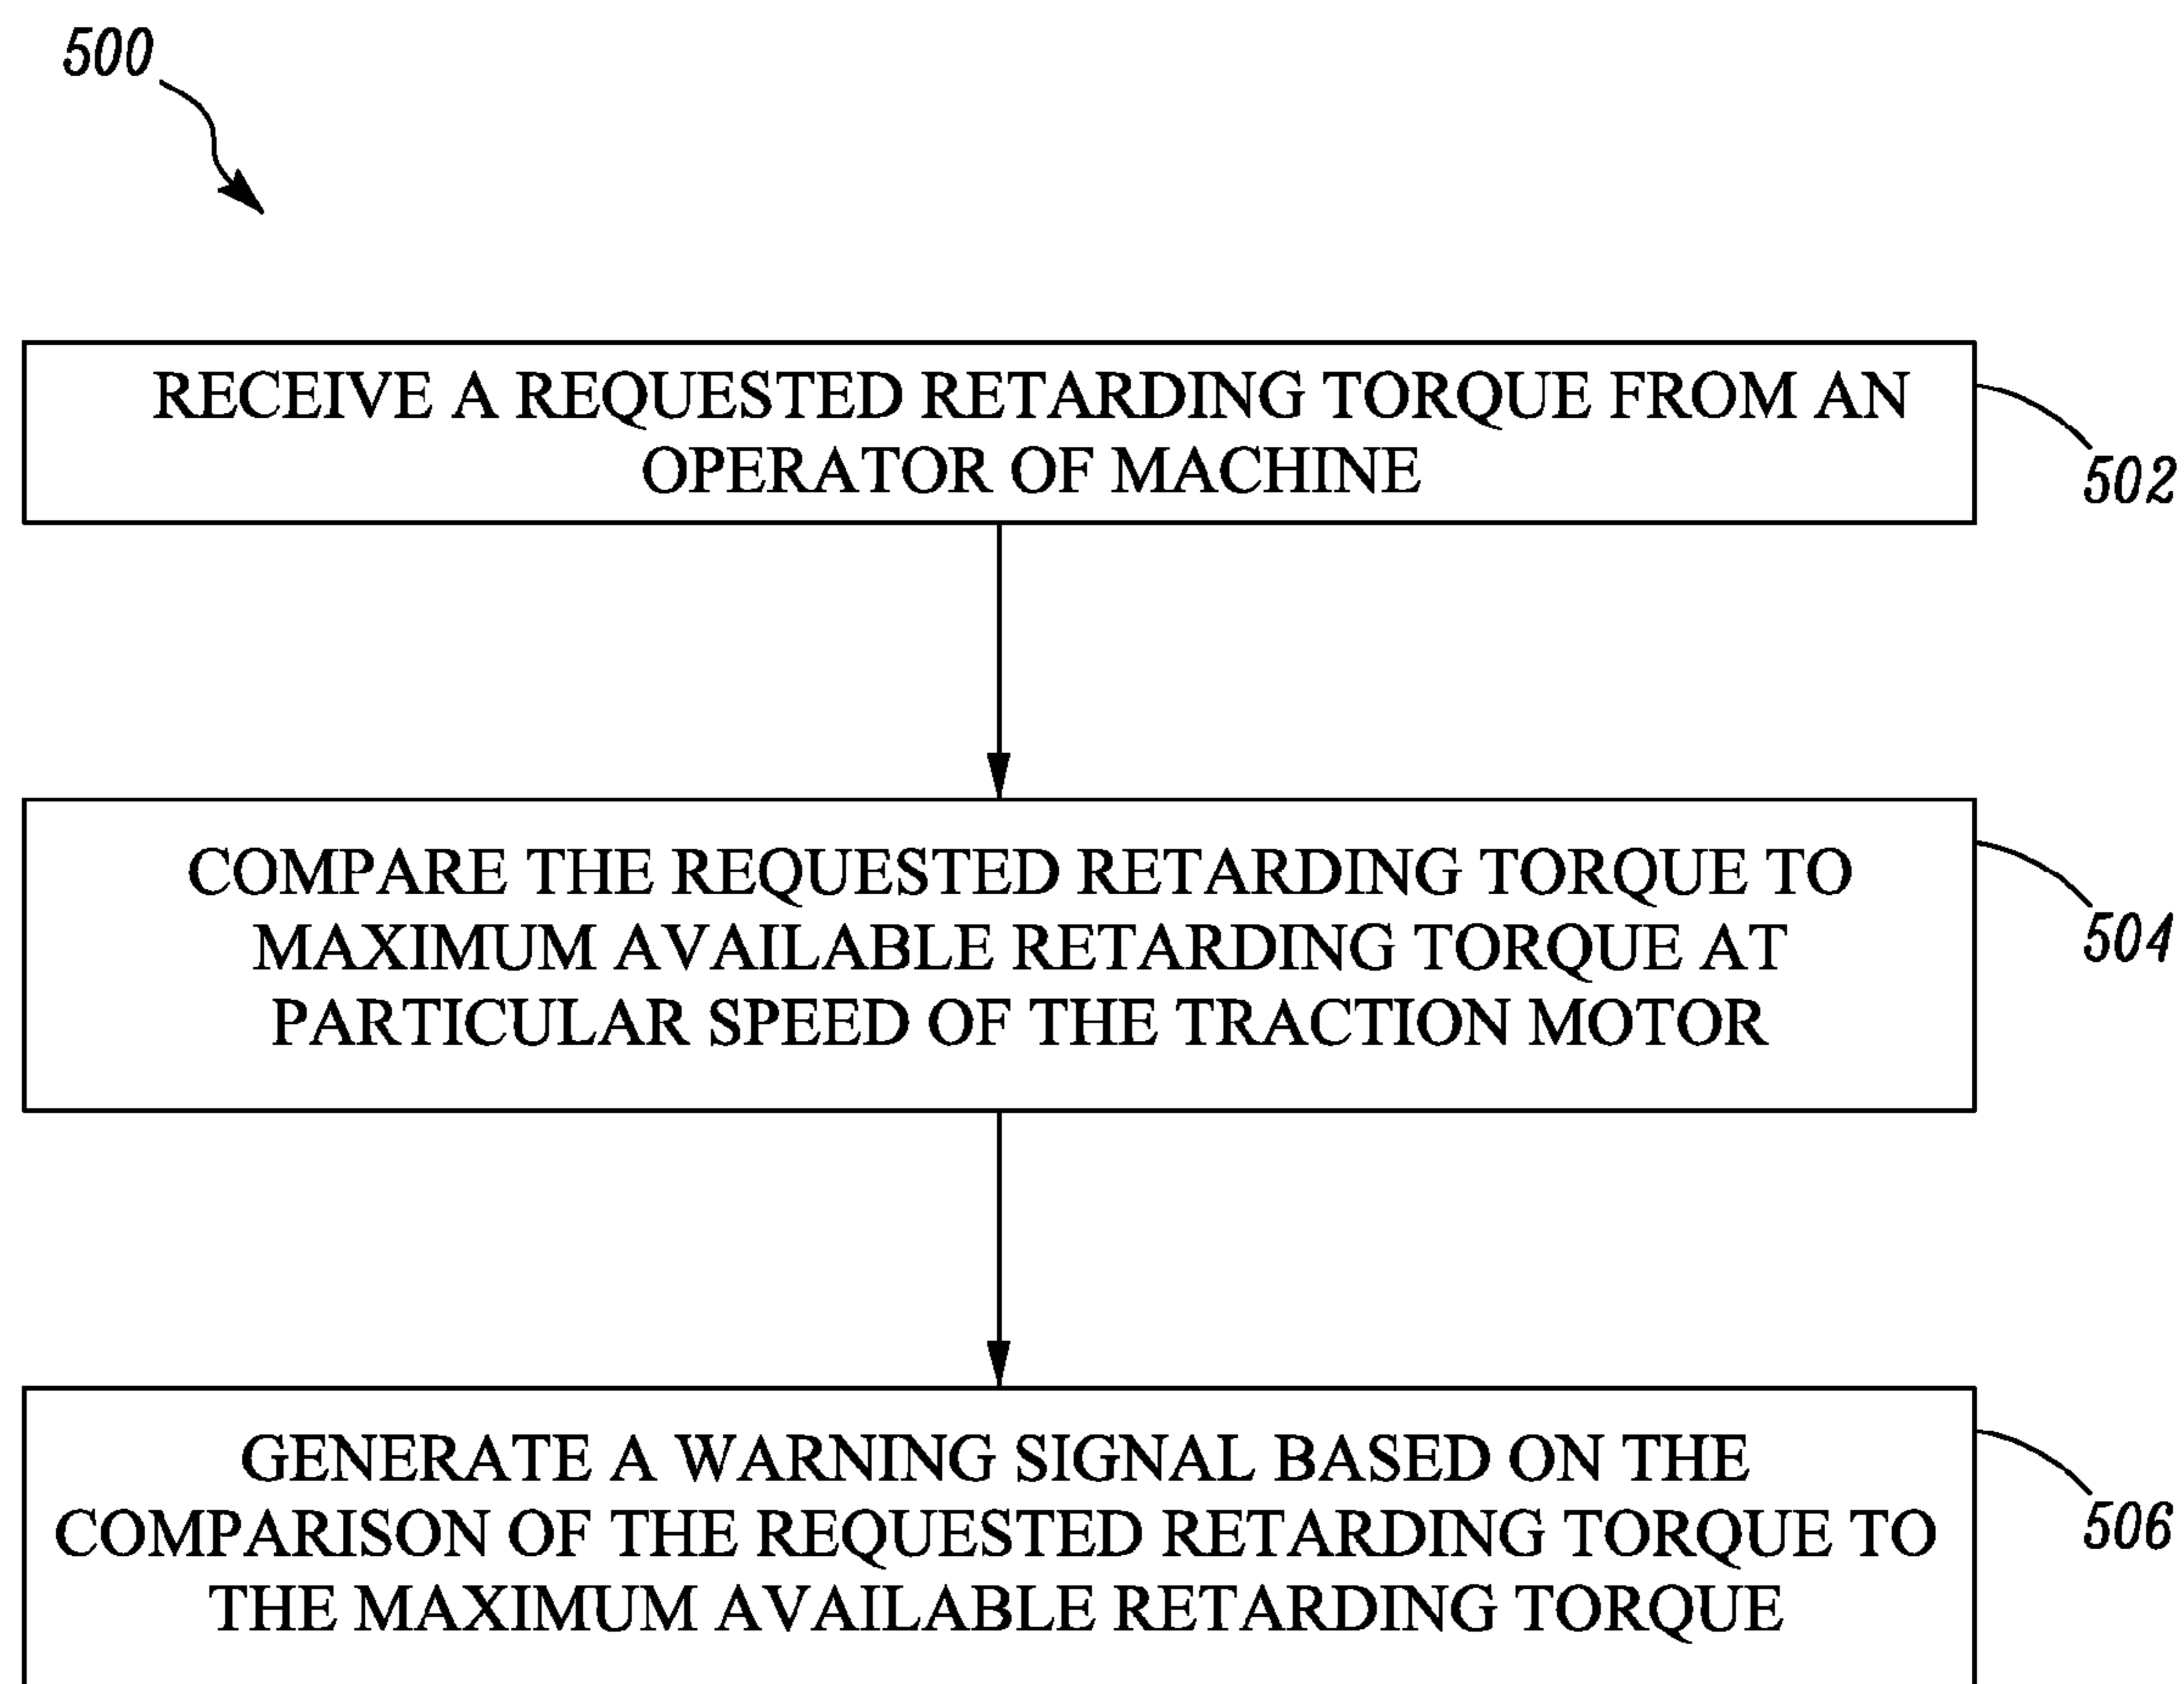 500
RECEIVE A REQUESTED RETARDING TORQUE FROM AN
OPERATOR OF MACHINE
502
COMPARE THE REQUESTED RETARDING TORQUE TO
MAXIMUM AVAILABLE RETARDING TORQUE AT
PARTICULAR SPEED OF THE TRACTION MOTOR
504
GENERATE A WARNING SIGNAL BASED ON THE
COMPARISON OF THE REQUESTED RETARDING TORQUE TO
THE MAXIMUM AVAILABLE RETARDING TORQUE
506